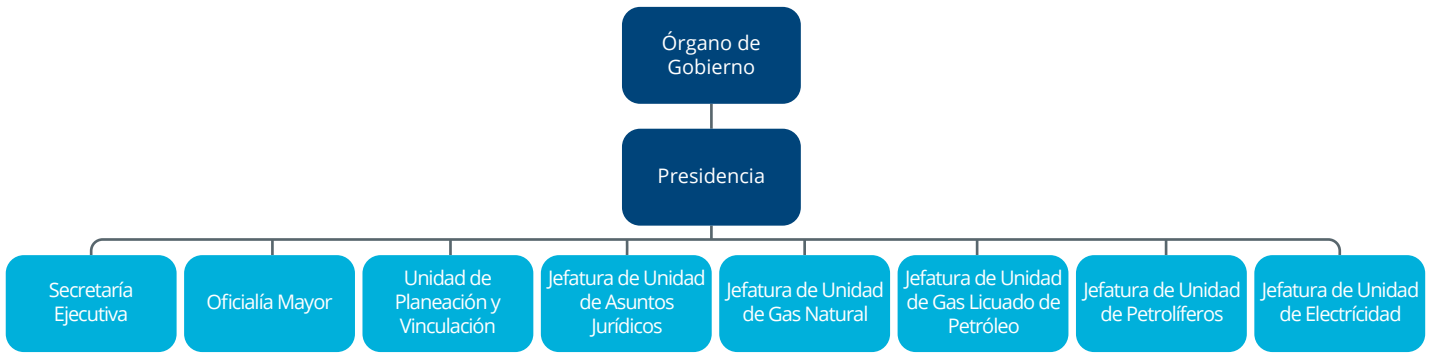 Órgano de
Gobierno
Presidencia
Secretaría
Ejecutiva
Oficialía Mayor
Unidad de
Planeación y
Vinculación
Jefatura de Unidad
de Asuntos
Jurídicos
Jefatura de Unidad
de Gas Natural
Jefatura de Unidad
de Gas Licuado de
Petróleo
Jefatura de Unidad
de Petrolíferos
Jefatura de Unidad
de Electrícidad